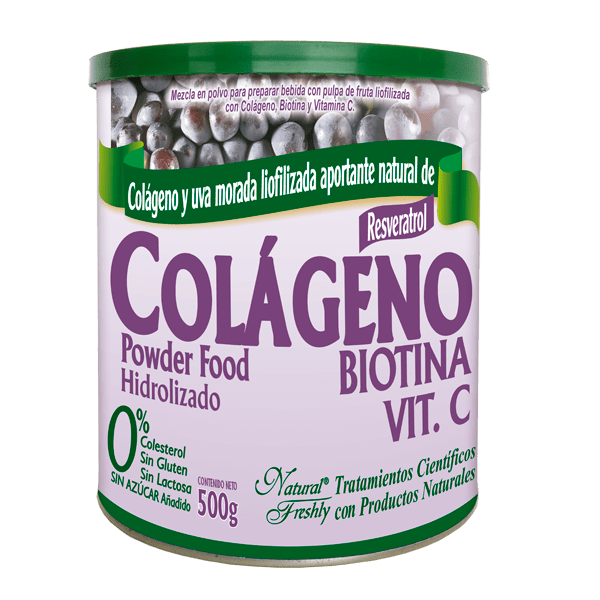 Mezcla en polvo para preparar bebida con pulpa de fruta liofilizada
con Colágeno, Biotina y Vitamina C.
Colágeno y uva morada liofilizada aportante natural de
Resveratrol
COLÁGENO
Powder Food
Hidrolizado
BIOTINA
VIT. C
0%
Colesterol
Sin Gluten
Sin Lactosa
SIN AZÚCAR Añadido
CONTENIDO NETO
500g
Natural®
Freshly
Tratamientos Científicos
con Productos Naturales